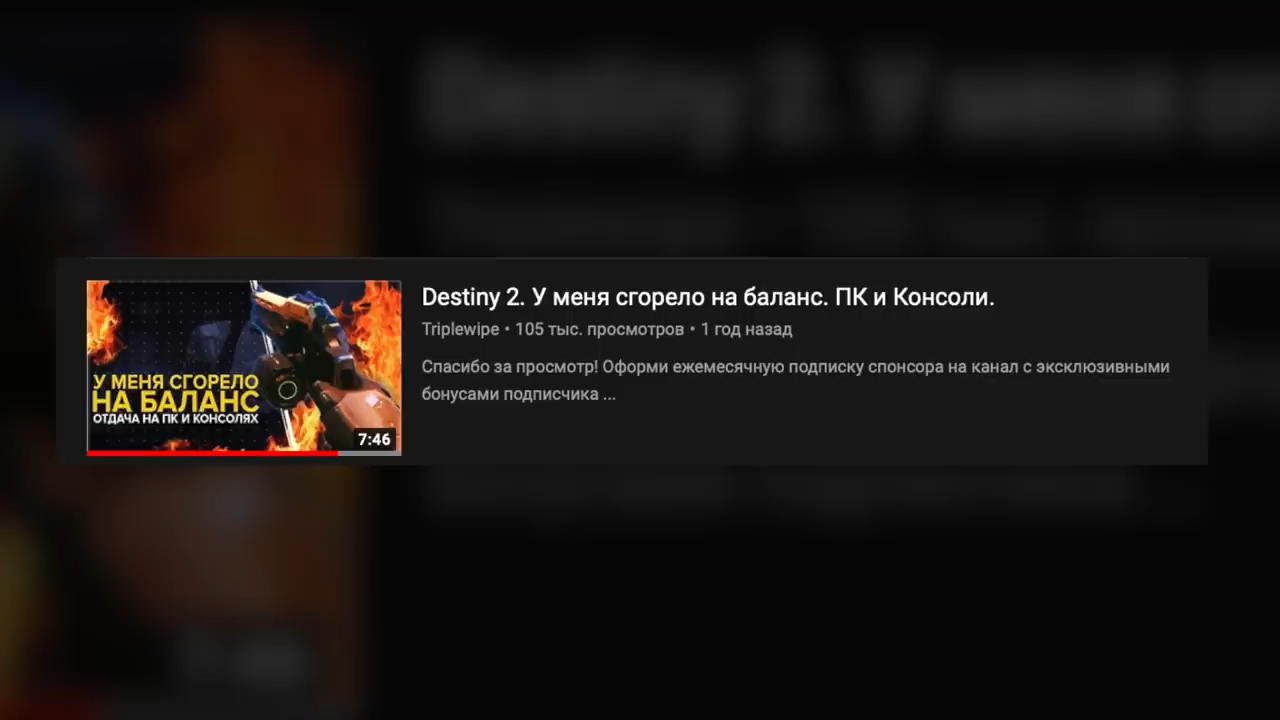 Destiny 2. У меня сгорело на баланс. ПК и Консоли.
Triplewipe • 105 тыс. просмотров • 1 год назад
Спасибо за просмотр! Оформи ежемесячную подписку спонсора на канал с эксклюзивными
бонусами подписчика ...
У МЕНЯ СГОРЕЛО
НА БАЛАНС
ОТДАЧА НА ПК И КОНСОЛЯХ
7:46